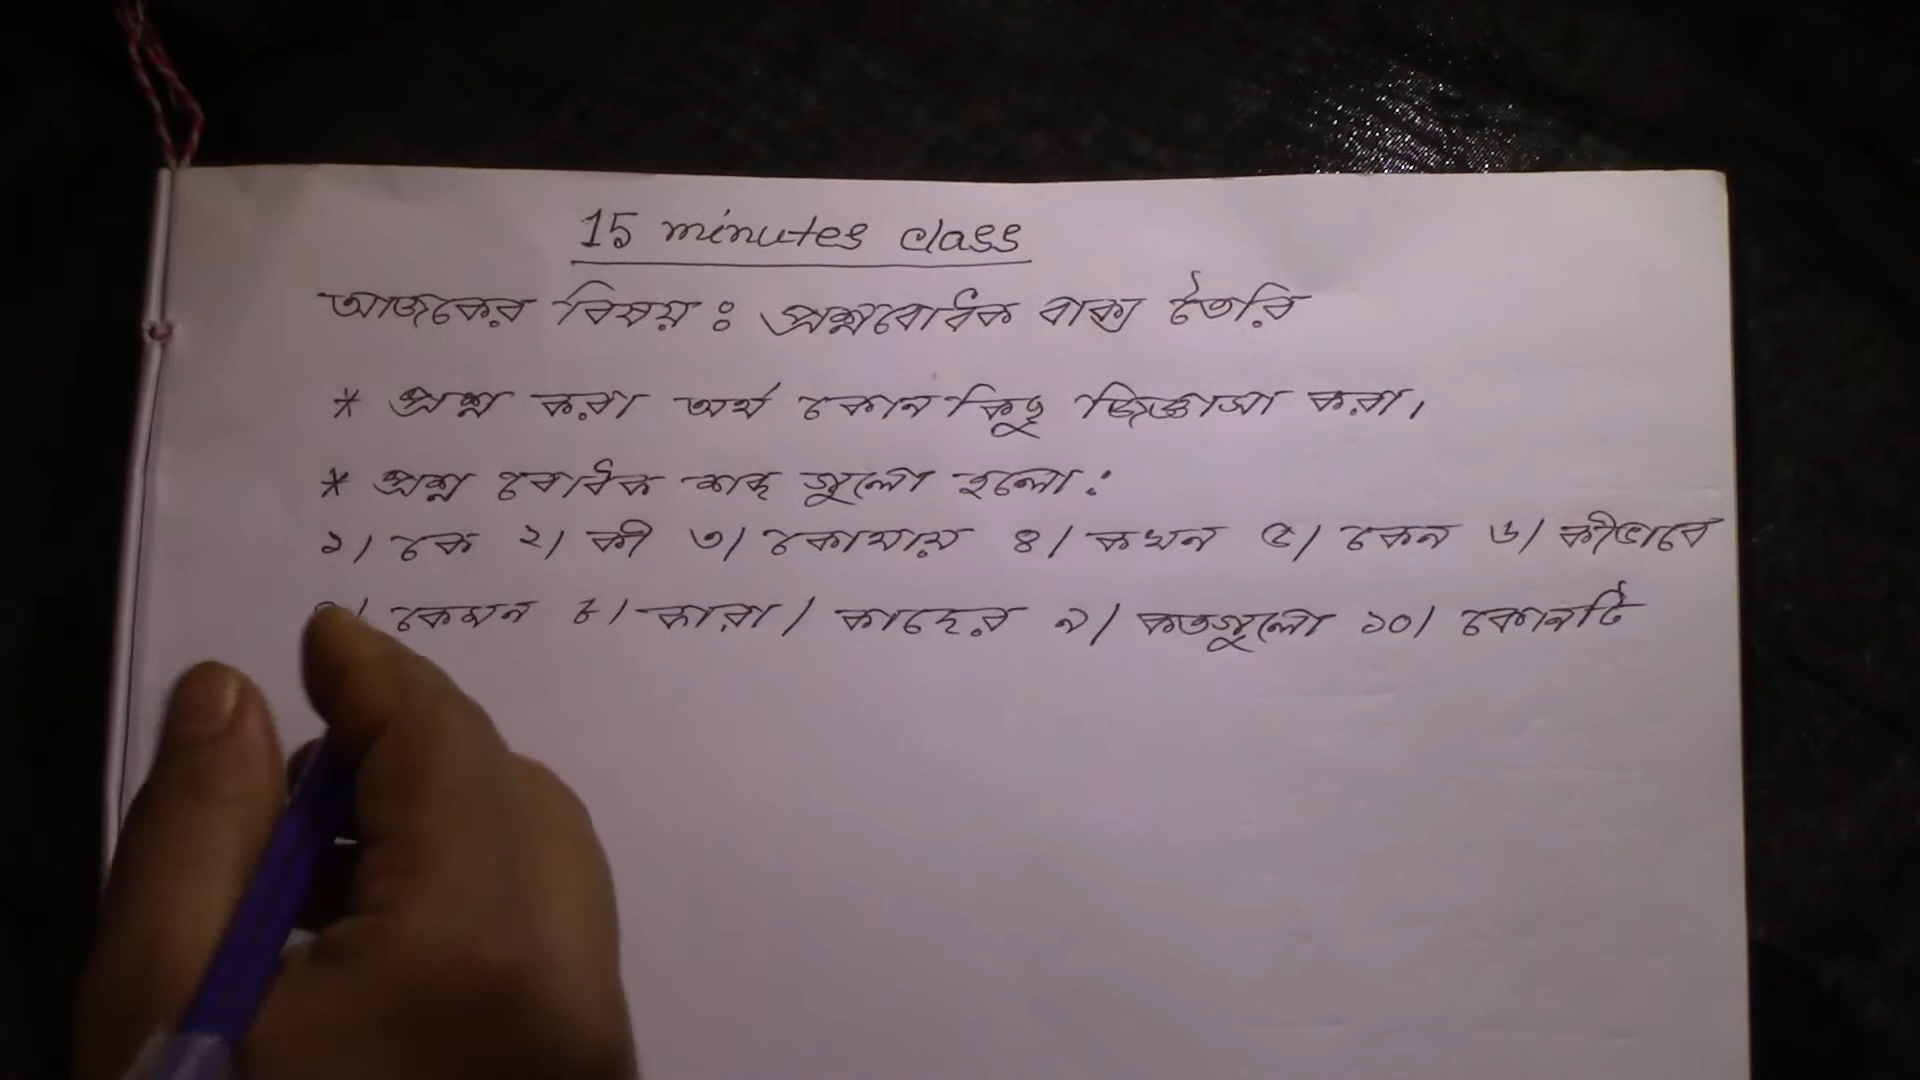 15 minutes class
আজকের বিষয় : প্রশ্নবোধক বাক্য তৈরি
* প্রশ্ন করা অর্থ কোন কিছু জিজ্ঞাসা করা।
* প্রশ্ন বোধক শব্দ গুলো হলো :
১) কে ২) কী ৩) কোথায় ৪) কখন ৫) কেন ৬) কীভাবে
কেমন ৮) কারা / কাদের ৯) কতগুলো ১০) কোনটি